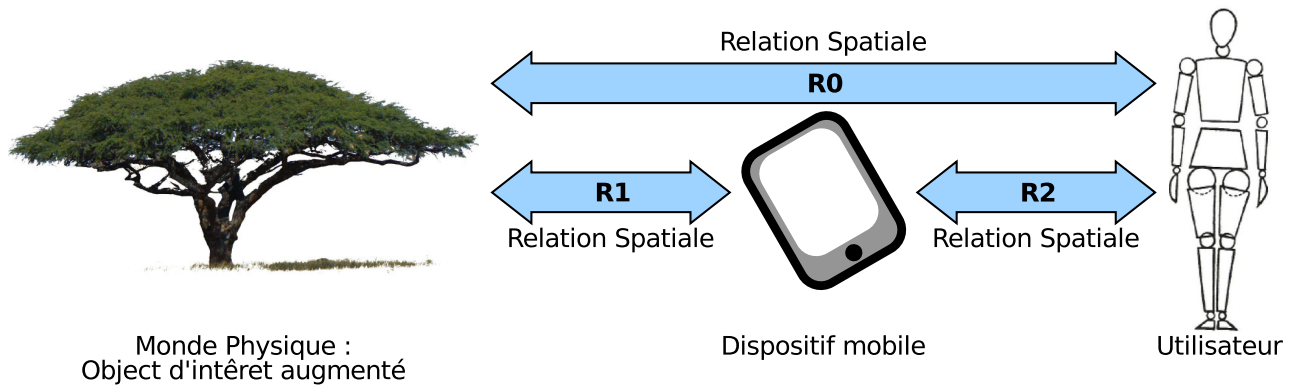 Relation Spatiale
R0
R1
R2
Relation Spatiale
Relation Spatiale
Monde Physique :
Object d'intêret augmenté
Dispositif mobile
Utilisateur